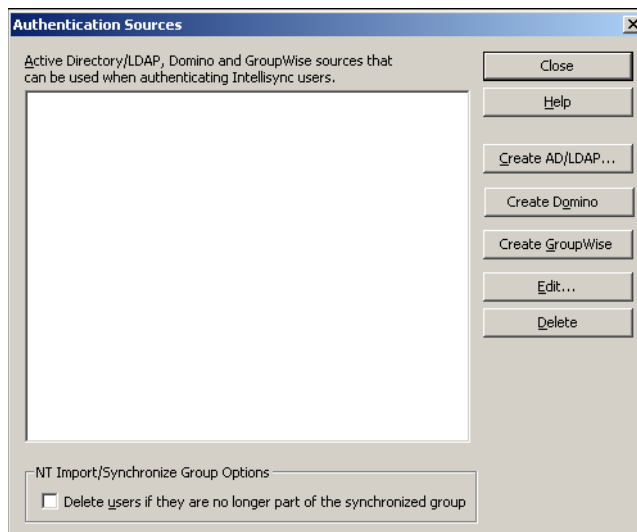 Authentication Sources
Active Directory/LDAP, Domino and GroupWise sources that
can be used when authenticating Intellisync users.
Close
Help
Create AD/LDAP...
Create Domino
Create GroupWise
Edit...
Delete
NT Import/Synchronize Group Options
Delete users if they are no longer part of the synchronized group